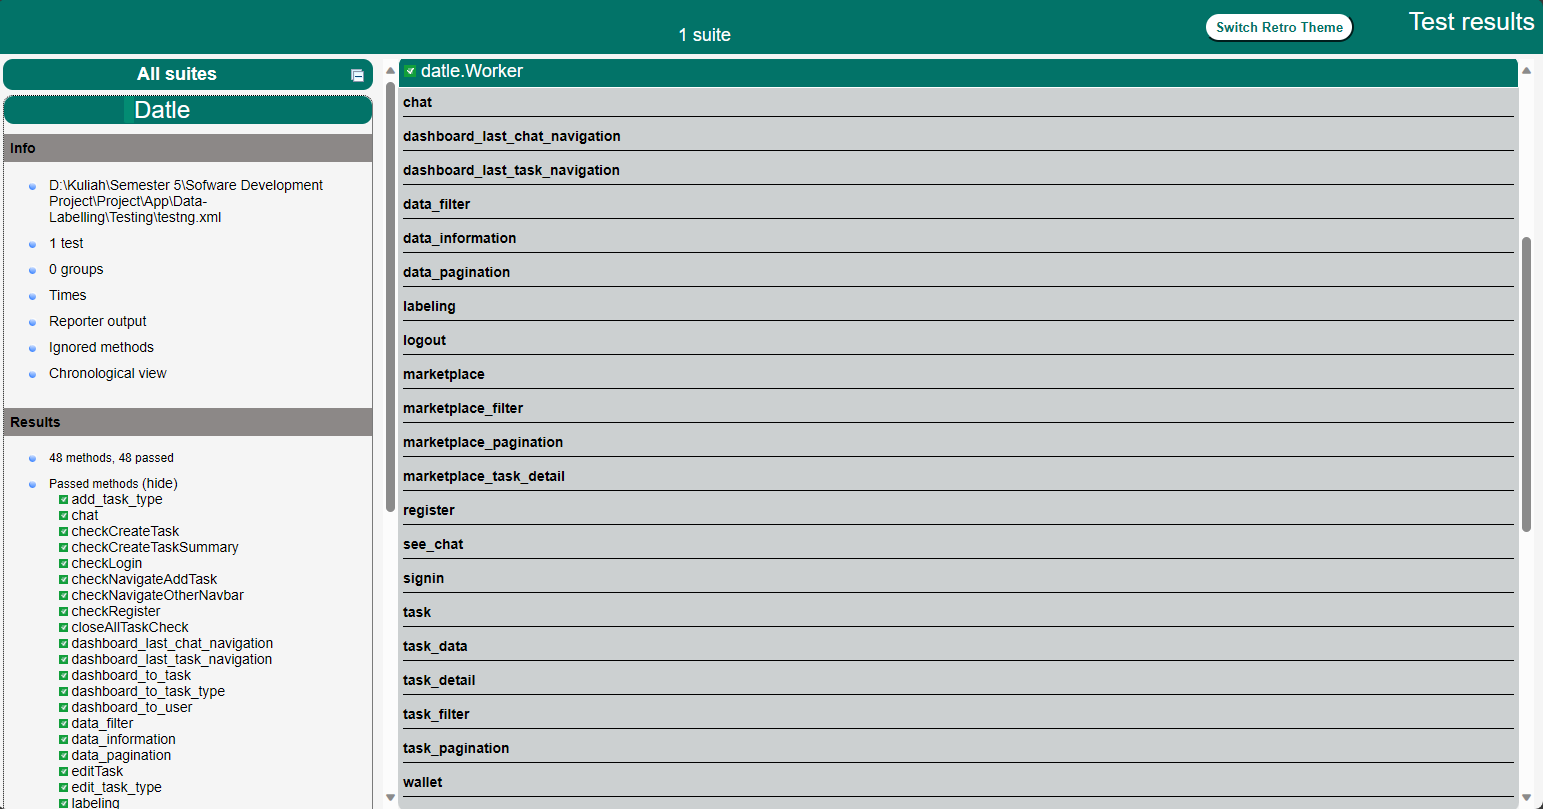 1 suite
Switch Retro Theme
Test results
All suites
Datle
Info
D:\Kuliah\Semester 5\Sofware Development
Project\Project\App\Data-
Labelling\Testing\testng.xml
1 test
0 groups
Times
Reporter output
Ignored methods
Chronological view
Results
48 methods, 48 passed
Passed methods (hide)
add_task_type
chat
checkCreateTask
checkCreateTaskSummary
checkLogin
checkNavigateAddTask
checkNavigateOtherNavbar
checkRegister
closeAllTaskCheck
dashboard_last_chat_navigation
dashboard_last_task_navigation
dashboard_to_task
dashboard_to_task_type
dashboard_to_user
data_filter
data_information
data_pagination
editTask
edit_task_type
labeling
datle.Worker
chat
dashboard_last_chat_navigation
dashboard_last_task_navigation
data_filter
data_information
data_pagination
labeling
logout
marketplace
marketplace_filter
marketplace_pagination
marketplace_task_detail
register
see_chat
signin
task
task_data
task_detail
task_filter
task_pagination
wallet